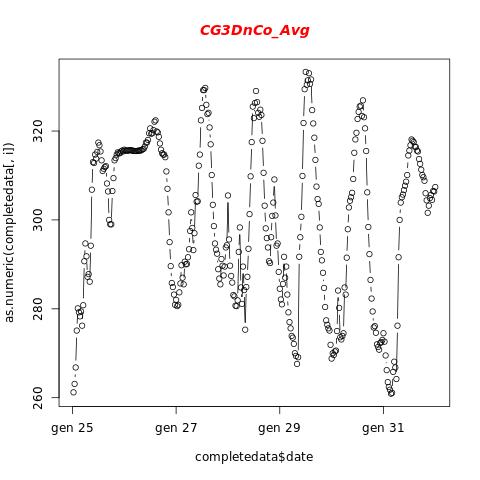 CG3DnCo_Avg
as.numeric(completedata[, i])
320
300
280
260
gen 25
gen 27
gen 29
gen 31
completedata$date